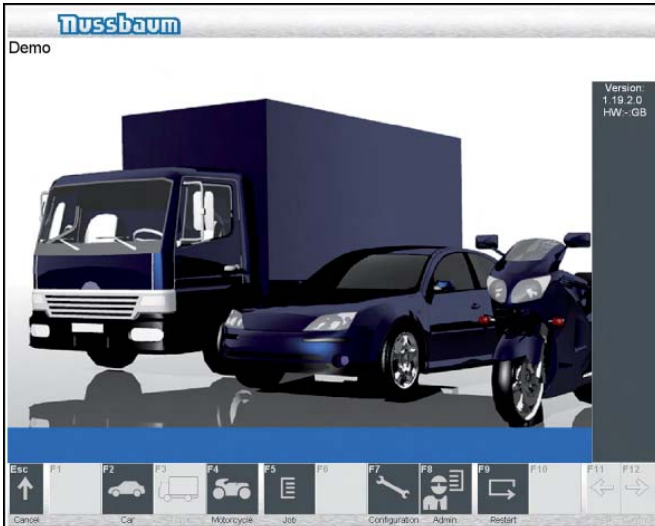 Nussbaum
Demo
Version:
1.19.2.0
HW:-:GB
Esc F1 F2 F3 F4 F5 F6 F7 F8 F9 F10 F11 F12
Cancel Car Motorcycle Job Configuration Admin. Restart